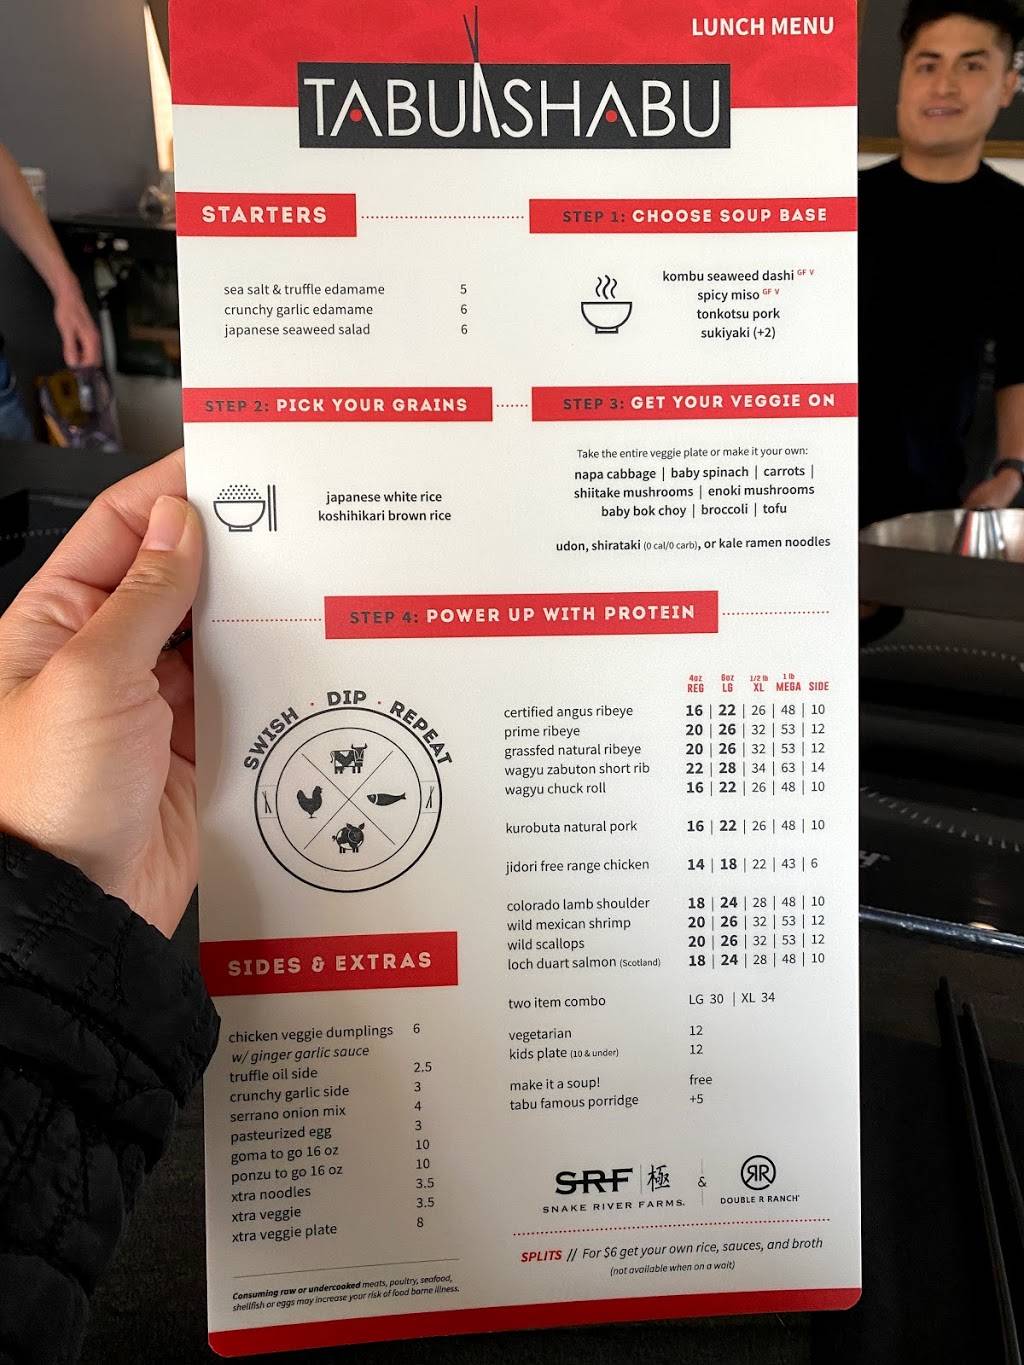 LUNCH MENU
TABU SHABU
STARTERS
sea salt & truffle edamame 5
crunchy garlic edamame 6
japanese seaweed salad 6
STEP 1: CHOOSE SOUP BASE
kombu seaweed dashi GF V
spicy miso GF V
tonkotsu pork
sukiyaki (+2)
STEP 2: PICK YOUR GRAINS
japanese white rice
koshihikari brown rice
STEP 3: GET YOUR VEGGIE ON
Take the entire veggie plate or make it your own:
napa cabbage | baby spinach | carrots |
shiitake mushrooms | enoki mushrooms
baby bok choy | broccoli | tofu
udon, shirataki (0 cal/0 carb), or kale ramen noodles
STEP 4: POWER UP WITH PROTEIN
SWISH · DIP · REPEAT
4oz 6oz 1/2 lb 1 lb
REG LG XL MEGA SIDE
certified angus ribeye 16 | 22 | 26 | 48 | 10
prime ribeye 20 | 26 | 32 | 53 | 12
grassfed natural ribeye 20 | 26 | 32 | 53 | 12
wagyu zabuton short rib 22 | 28 | 34 | 63 | 14
wagyu chuck roll 16 | 22 | 26 | 48 | 10
kurobuta natural pork 16 | 22 | 26 | 48 | 10
jidori free range chicken 14 | 18 | 22 | 43 | 6
colorado lamb shoulder 18 | 24 | 28 | 48 | 10
wild mexican shrimp 20 | 26 | 32 | 53 | 12
wild scallops 20 | 26 | 32 | 53 | 12
loch duart salmon (Scotland) 18 | 24 | 28 | 48 | 10
two item combo LG 30 | XL 34
vegetarian 12
kids plate (10 & under) 12
make it a soup! free
tabu famous porridge +5
SIDES & EXTRAS
chicken veggie dumplings 6
w/ ginger garlic sauce
truffle oil side 2.5
crunchy garlic side 3
serrano onion mix 4
pasteurized egg 3
goma to go 16 oz 10
ponzu to go 16 oz 10
xtra noodles 3.5
xtra veggie 3.5
xtra veggie plate 8
Consuming raw or undercooked meats, poultry, seafood,
shellfish or eggs may increase your risk of food borne illness.
SRF 極 & RR
SNAKE RIVER FARMS. DOUBLE R RANCH
SPLITS // For $6 get your own rice, sauces, and broth
(not available when on a wait)